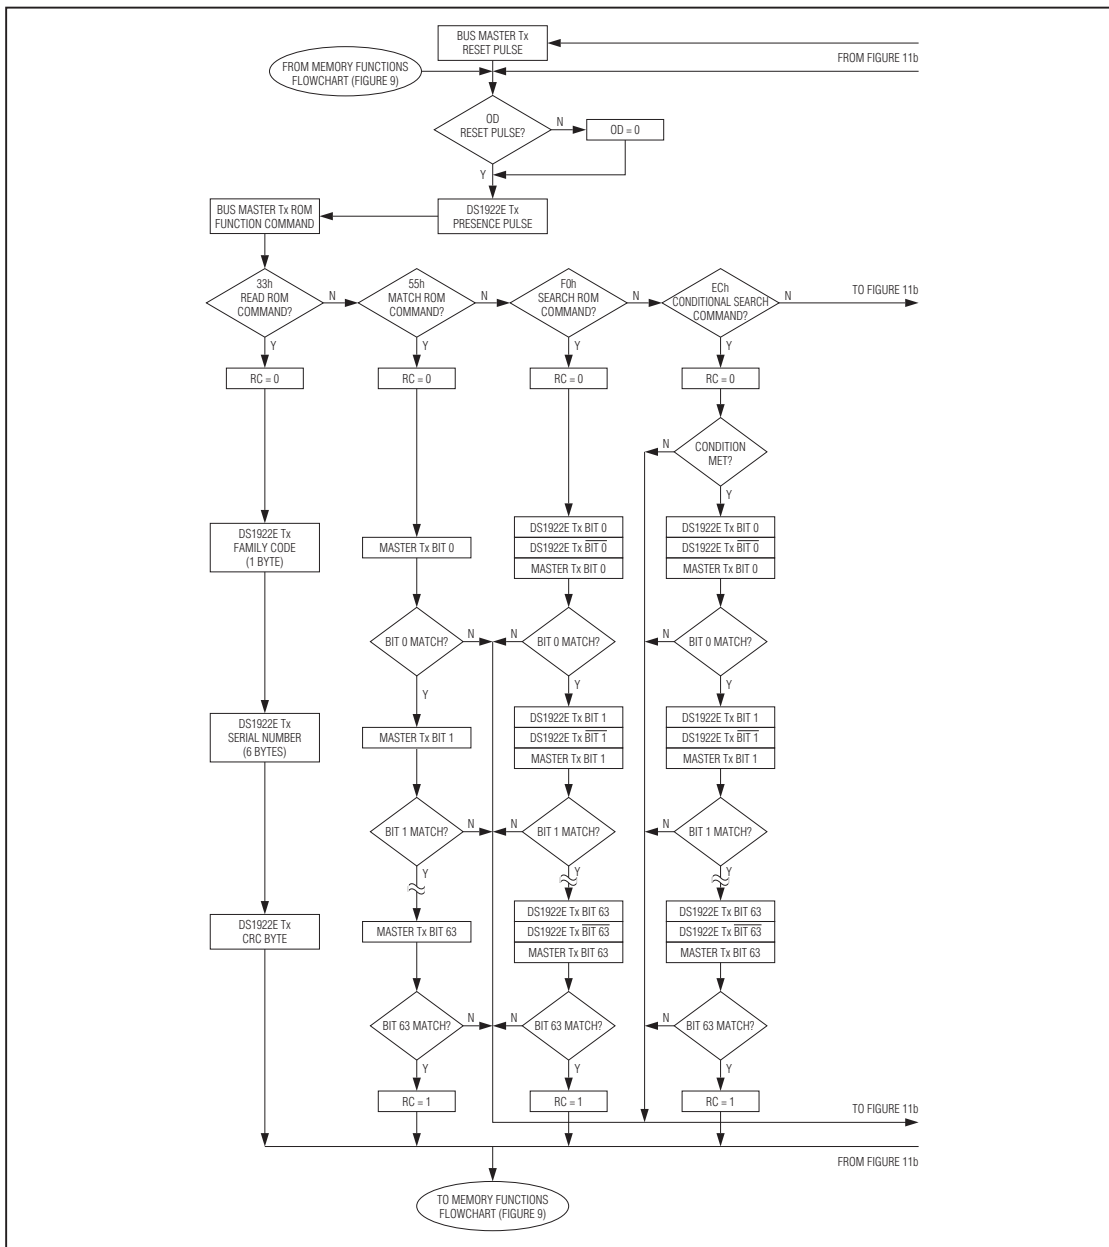 BUS MASTER Tx
RESET PULSE
FROM FIGURE 11b
FROM MEMORY FUNCTIONS
FLOWCHART (FIGURE 9)
OD
RESET PULSE?
N
OD = 0
Y
BUS MASTER Tx ROM
FUNCTION COMMAND
DS1922E Tx
PRESENCE PULSE
33h
READ ROM
COMMAND?
N
55h
MATCH ROM
COMMAND?
N
F0h
SEARCH ROM
COMMAND?
N
ECh
CONDITIONAL SEARCH
COMMAND?
N
TO FIGURE 11b
Y
Y
Y
Y
RC = 0
RC = 0
RC = 0
RC = 0
N
CONDITION
MET?
Y
DS1922E Tx
FAMILY CODE
(1 BYTE)
MASTER Tx BIT 0
DS1922E Tx BIT 0
DS1922E Tx BIT 0
MASTER Tx BIT 0
DS1922E Tx BIT 0
DS1922E Tx BIT 0
MASTER Tx BIT 0
BIT 0 MATCH?
N
N
BIT 0 MATCH?
N
BIT 0 MATCH?
Y
Y
Y
DS1922E Tx
SERIAL NUMBER
(6 BYTES)
MASTER Tx BIT 1
DS1922E Tx BIT 1
DS1922E Tx BIT 1
MASTER Tx BIT 1
DS1922E Tx BIT 1
DS1922E Tx BIT 1
MASTER Tx BIT 1
BIT 1 MATCH?
N
N
BIT 1 MATCH?
N
BIT 1 MATCH?
Y
Y
Y
DS1922E Tx
CRC BYTE
MASTER Tx BIT 63
DS1922E Tx BIT 63
DS1922E Tx BIT 63
MASTER Tx BIT 63
DS1922E Tx BIT 63
DS1922E Tx BIT 63
MASTER Tx BIT 63
BIT 63 MATCH?
N
N
BIT 63 MATCH?
N
BIT 63 MATCH?
Y
Y
Y
RC = 1
RC = 1
RC = 1
TO FIGURE 11b
FROM FIGURE 11b
TO MEMORY FUNCTIONS
FLOWCHART (FIGURE 9)